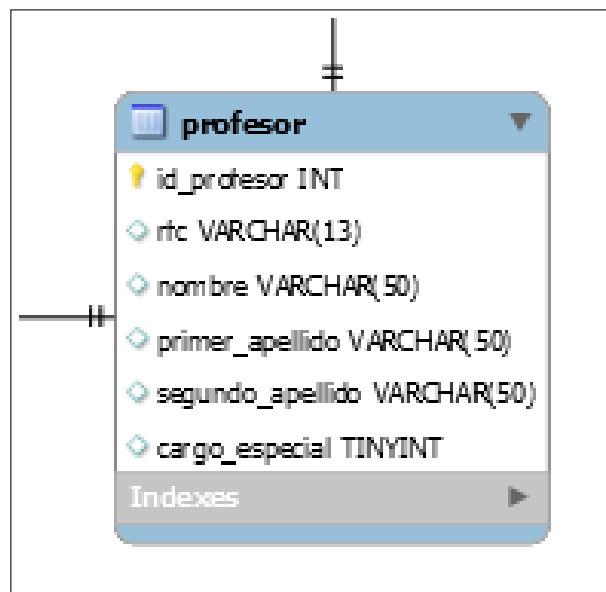 profesor
id_profesor INT
rfc VARCHAR(13)
nombre VARCHAR(50)
primer_apellido VARCHAR(50)
segundo_apellido VARCHAR(50)
cargo_especial TINYINT
Indexes